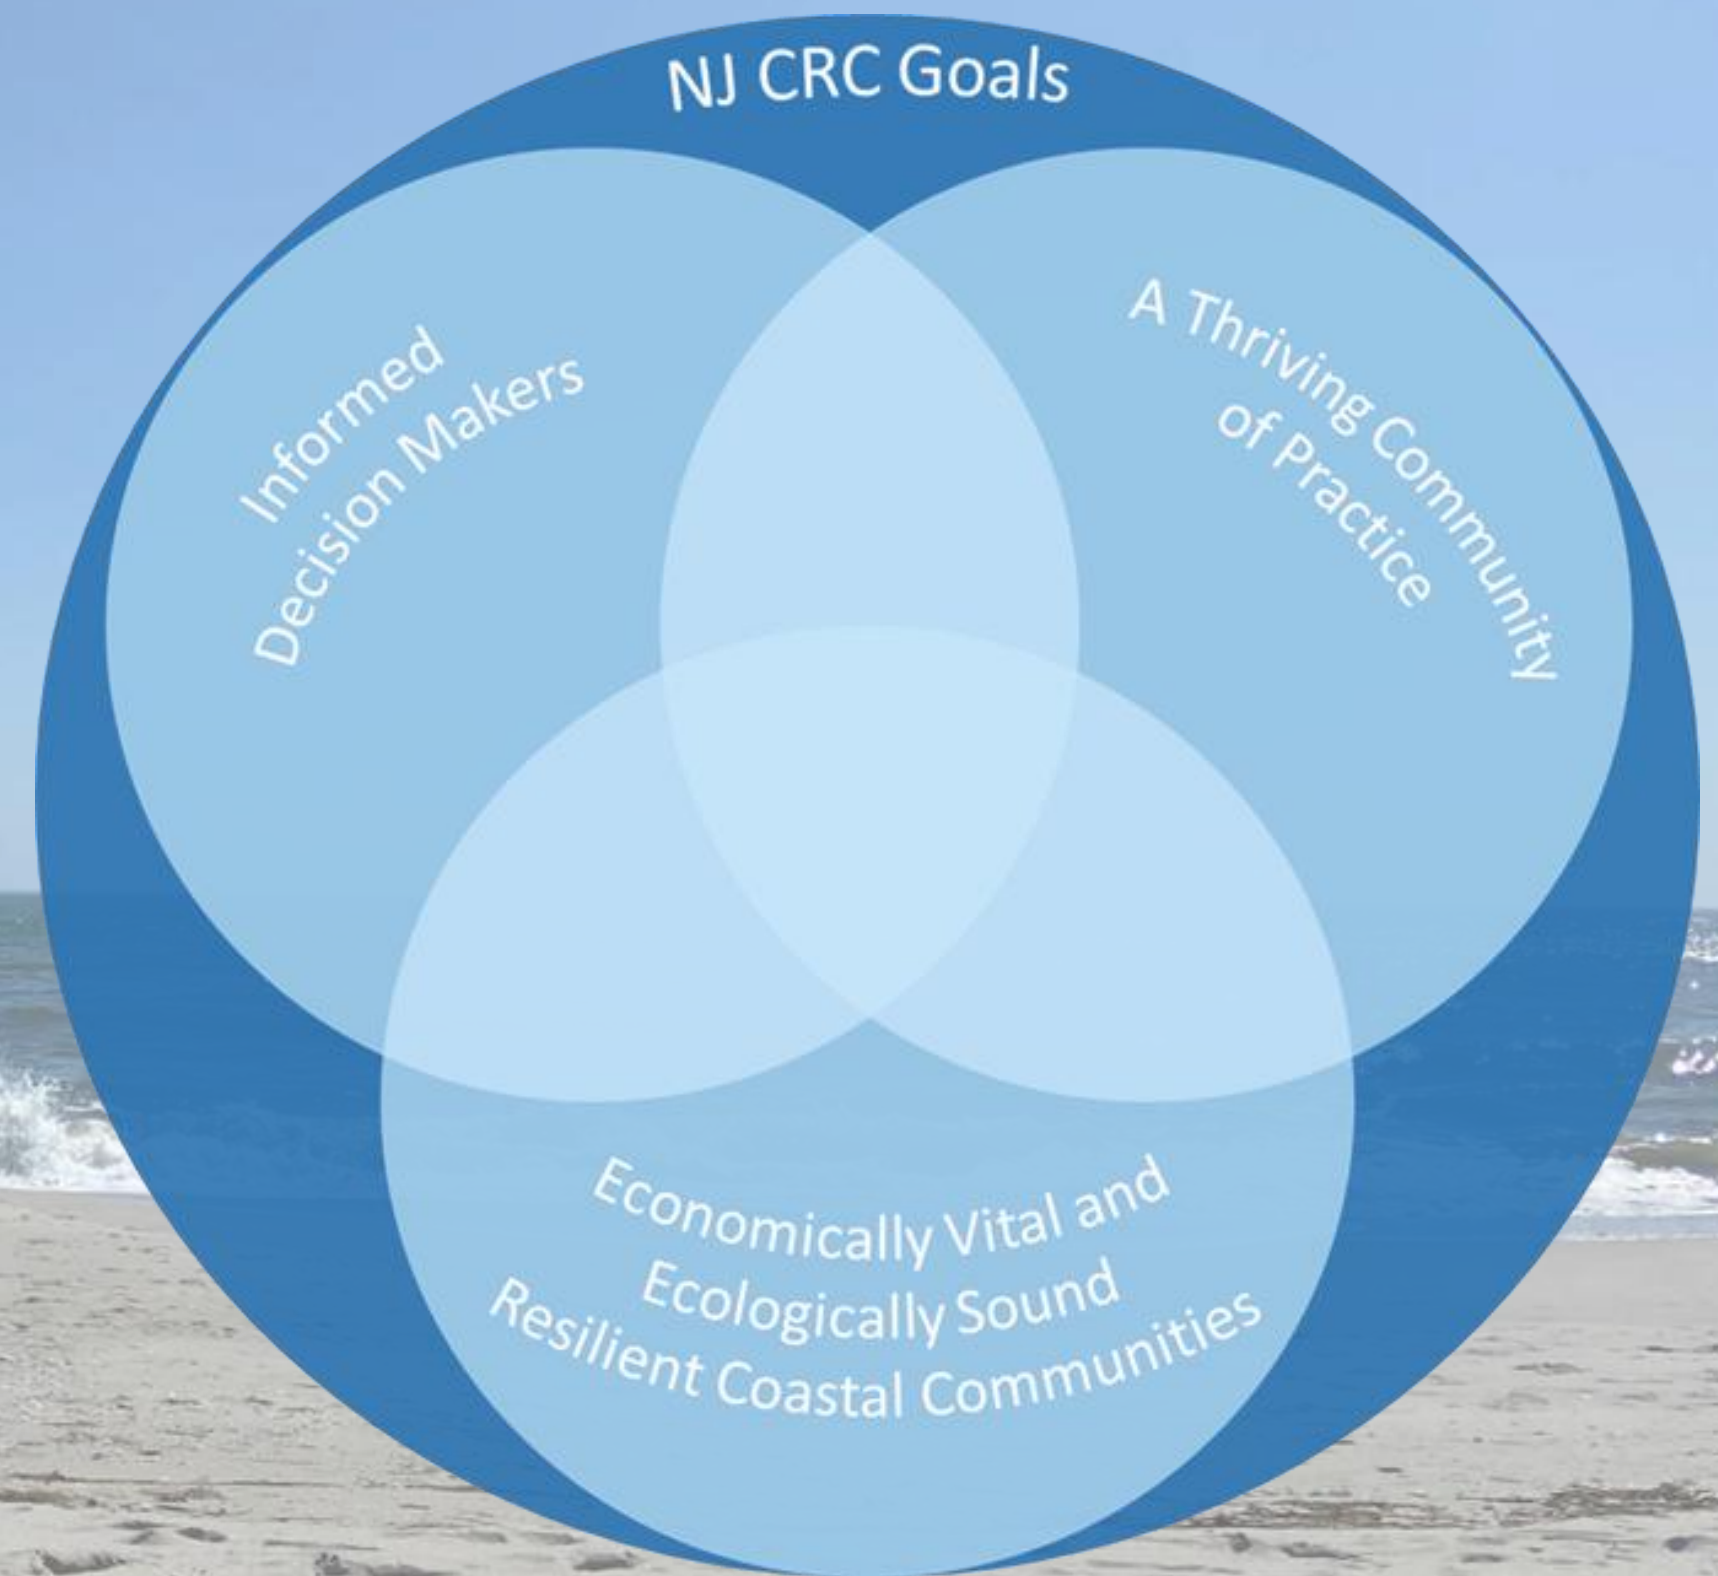 NJ CRC Goals
Informed
Decision Makers
A Thriving Community
of Practice
Economically Vital and
Ecologically Sound
Resilient Coastal Communities